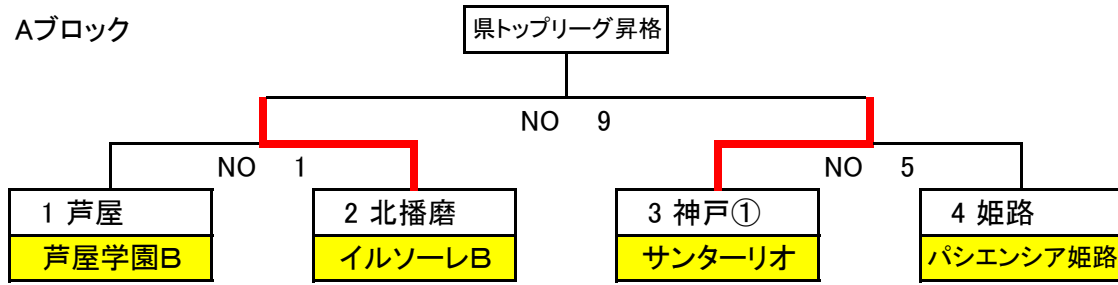 県トップリーグ昇格
Aブロック
NO 9
NO 1
NO 5
1 芦屋
2 北播磨
3 神戸①
4 姫路
芦屋学園B
イルソーレB
サンターリオ
パシエンシア姫路